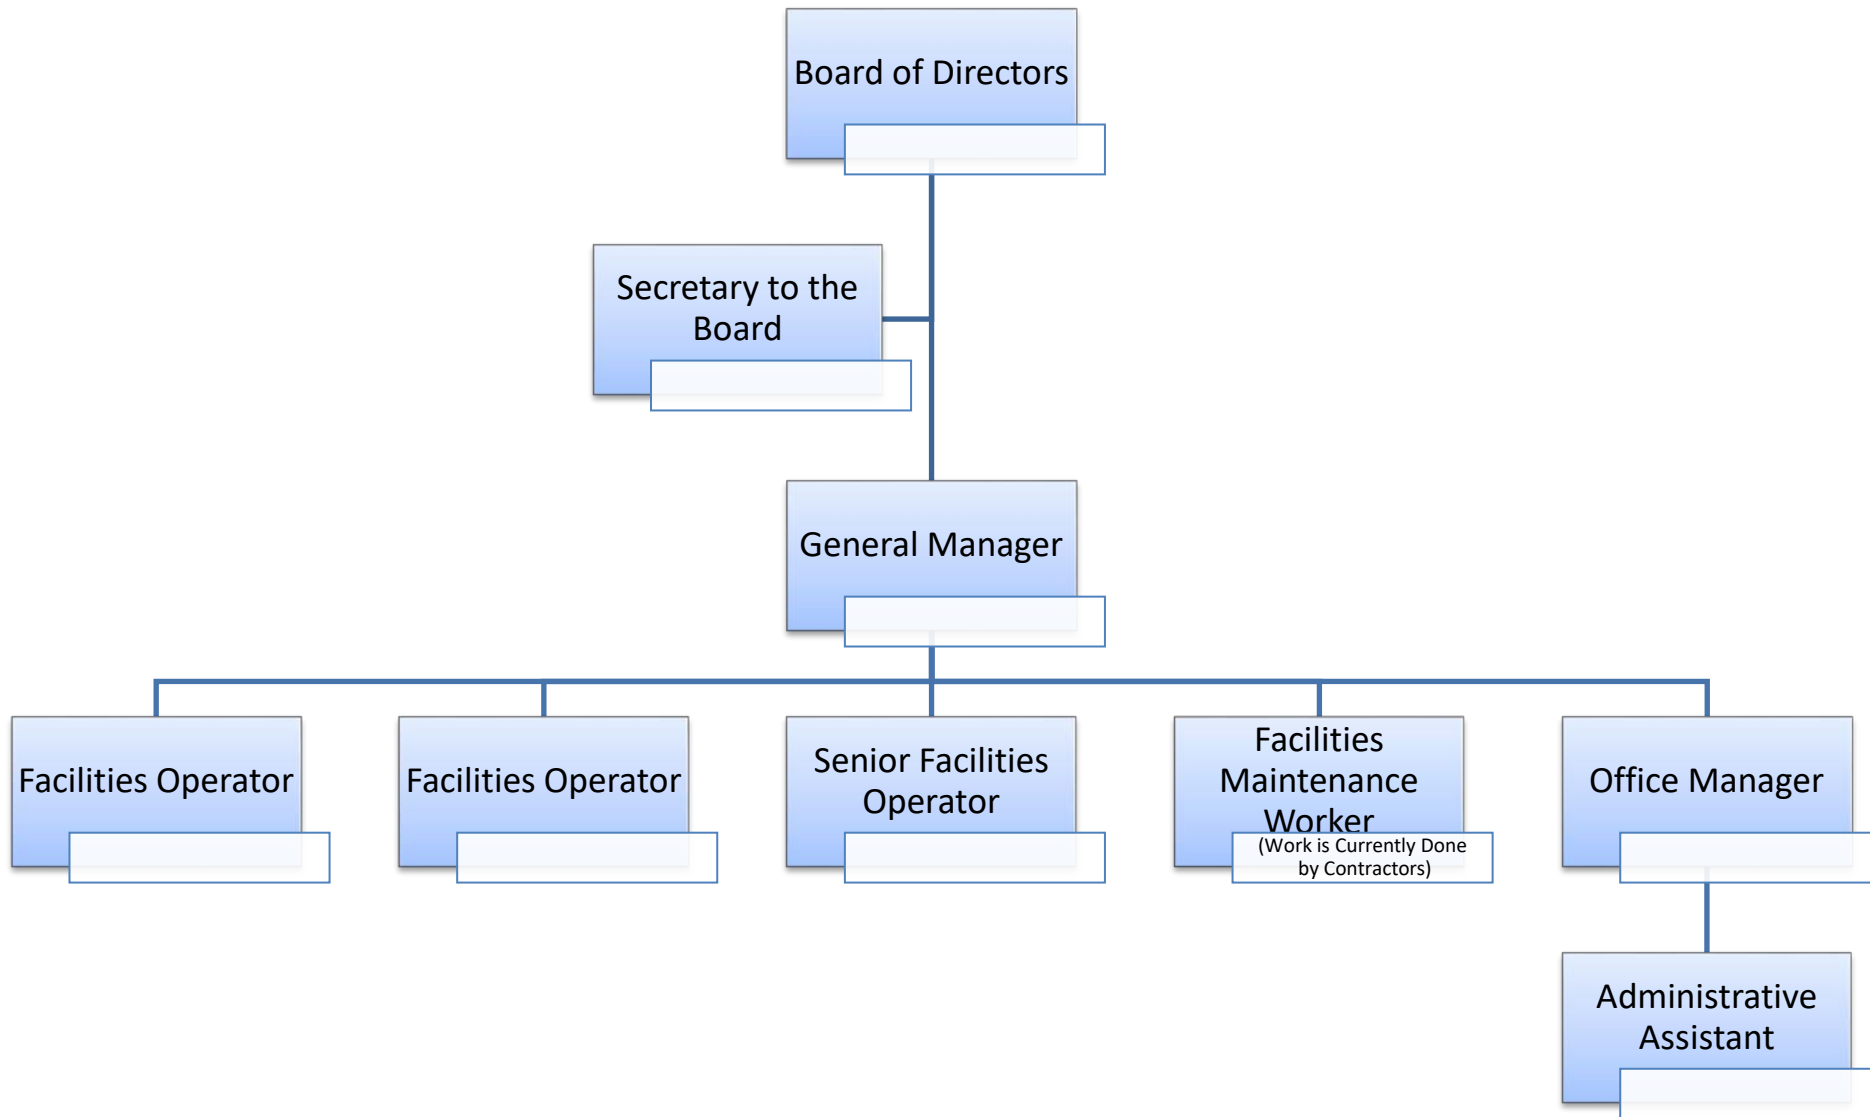 Board of Directors
Secretary to the
Board
General Manager
Facilities Operator
Facilities Operator
Senior Facilities
Operator
Facilities
Maintenance
Worker
(Work is Currently Done
by Contractors)
Office Manager
Administrative
Assistant